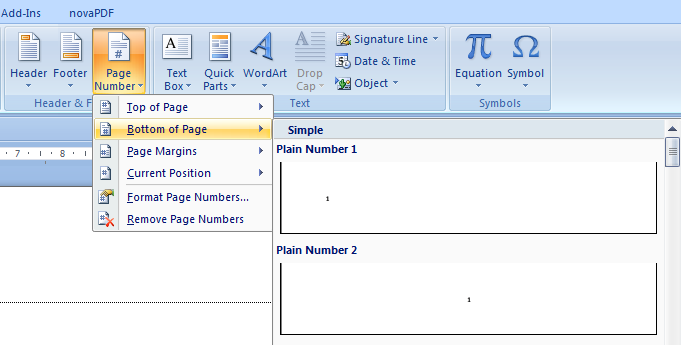 Add-Ins novaPDF
Header Footer Page Number Text Box Quick Parts WordArt Drop Cap Signature Line Date & Time Object Equation Symbol
Header & F Text Symbols
Top of Page
Bottom of Page
Page Margins
Current Position
Format Page Numbers...
Remove Page Numbers
7 8
Simple
Plain Number 1
1
Plain Number 2
1